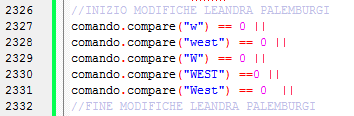 2326 //INIZIO MODIFICHE LEANDRA PALEMBURGI
2327 comando.compare("w") == 0 ||
2328 comando.compare("west") == 0 ||
2329 comando.compare("W") == 0 ||
2330 comando.compare("WEST") ==0 ||
2331 comando.compare("West") == 0  ||
2332 //FINE MODIFICHE LEANDRA PALEMBURGI